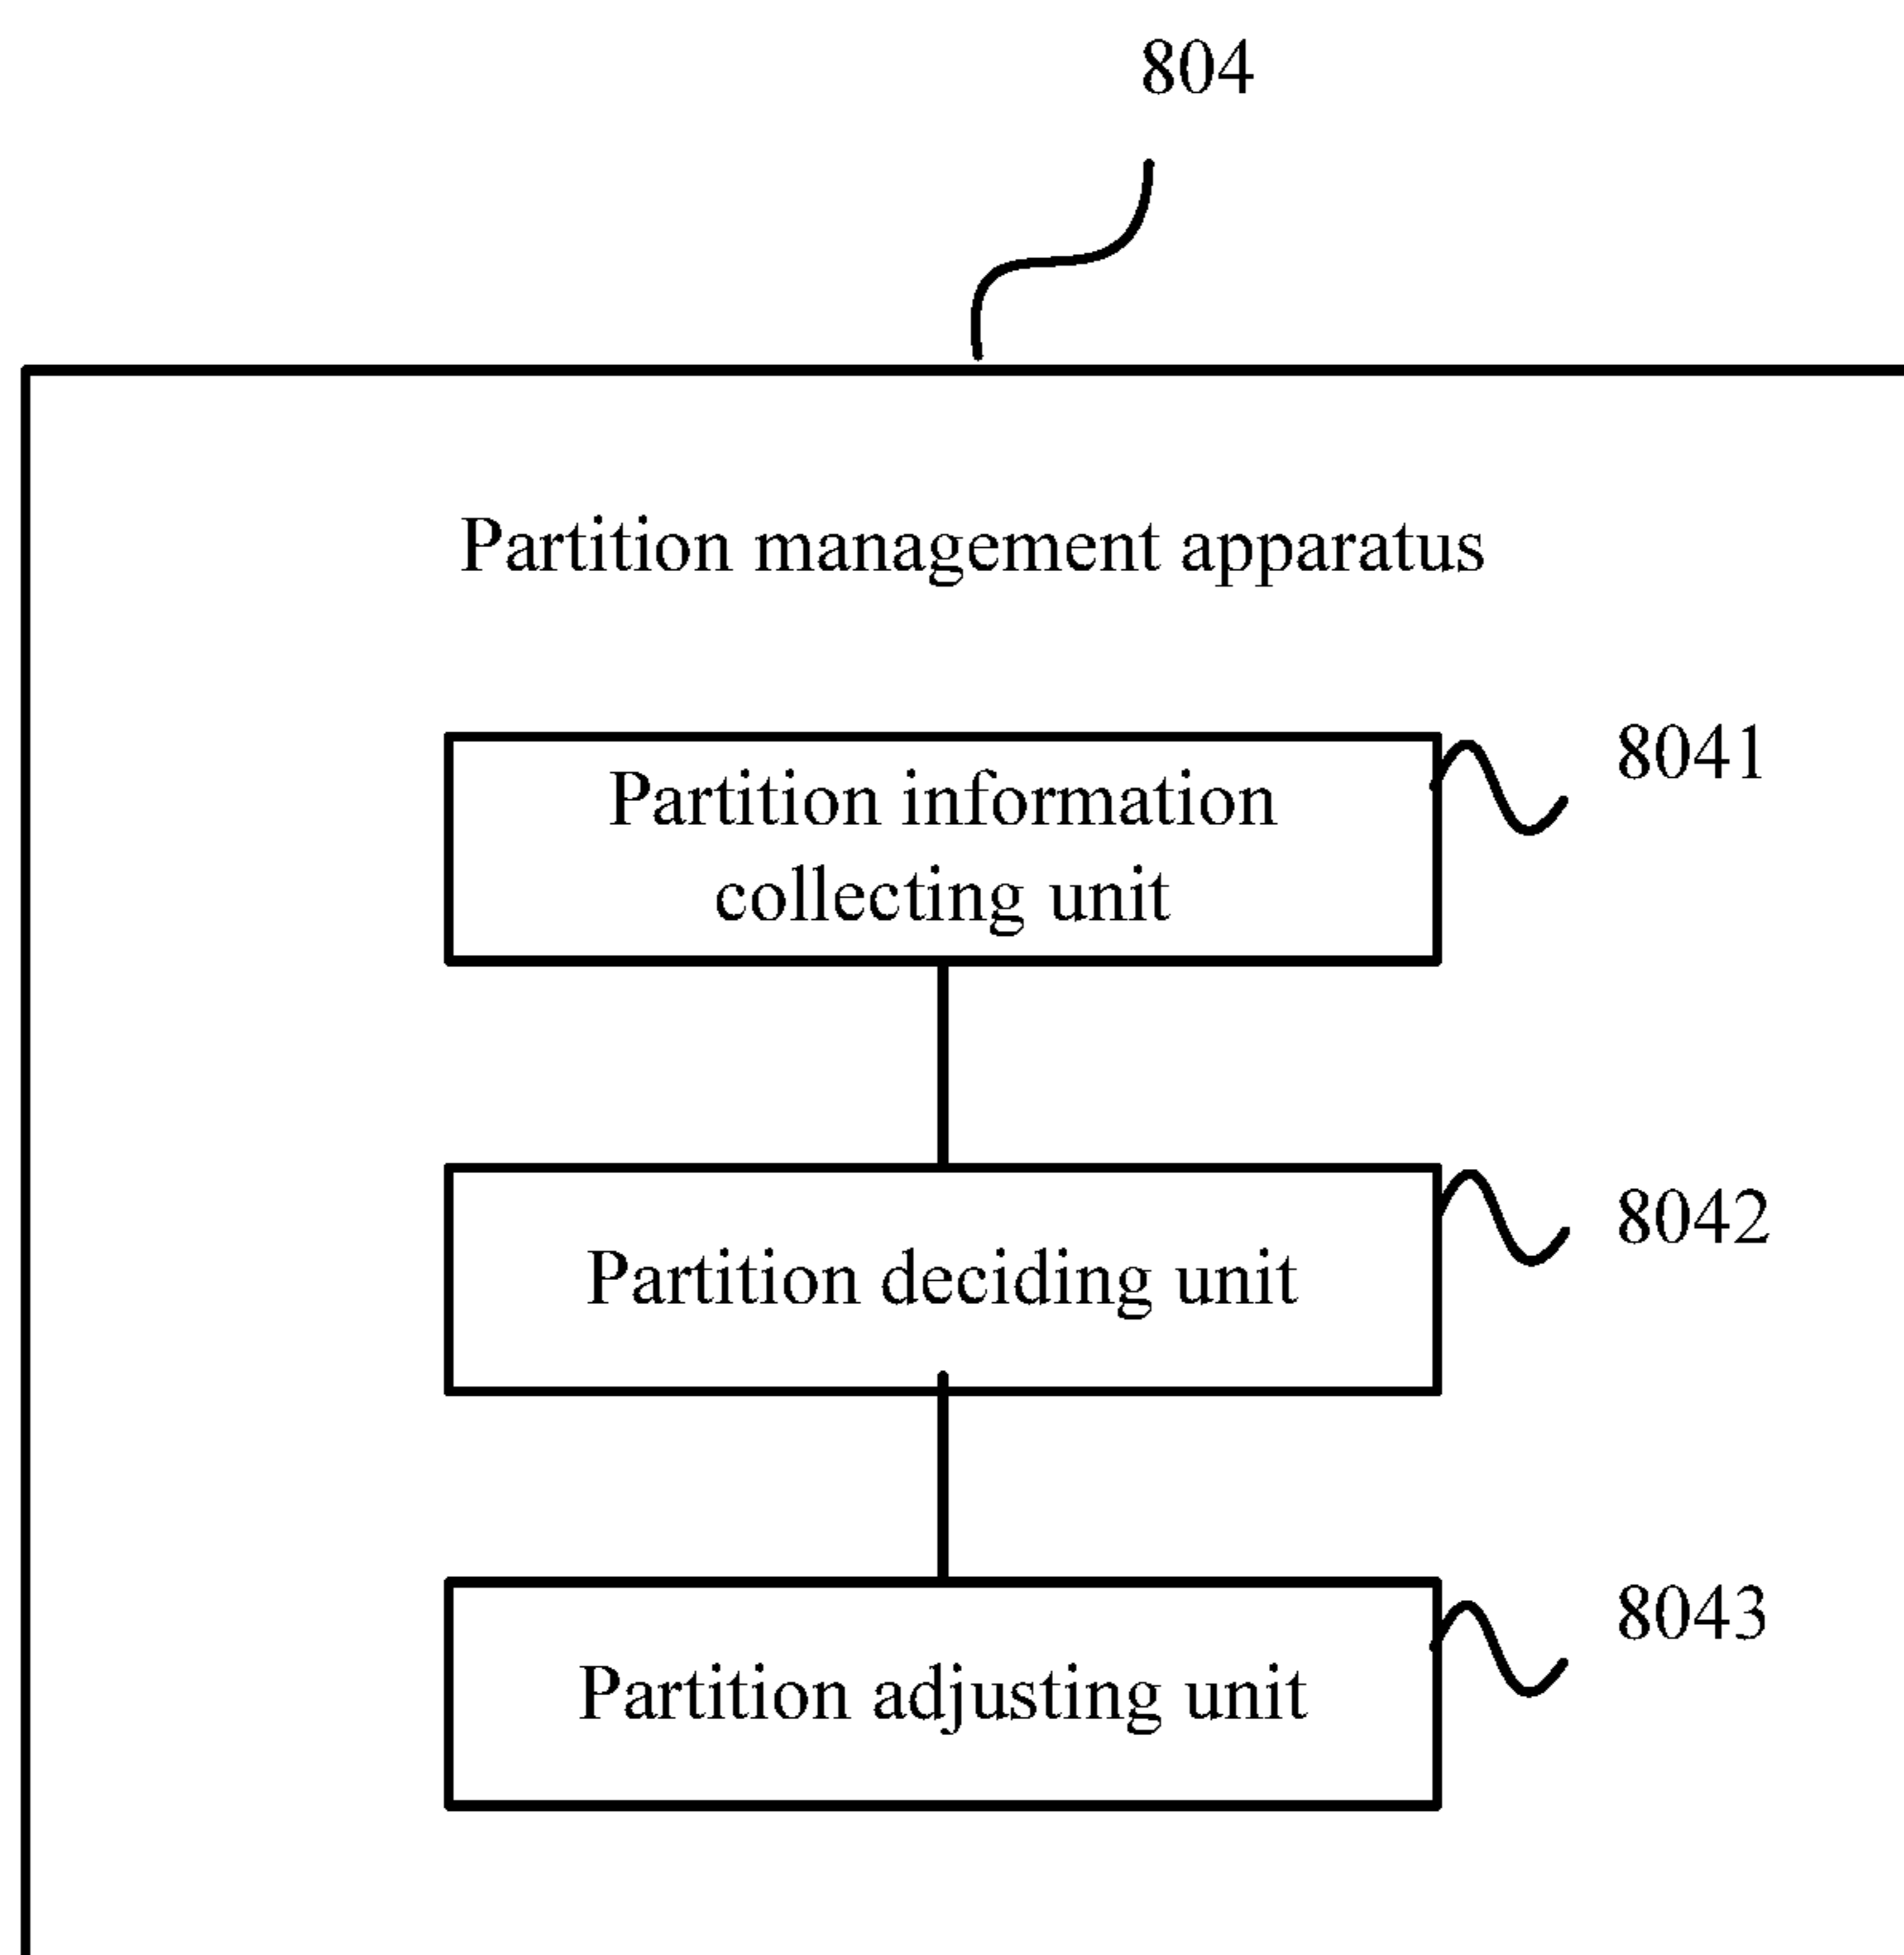 804
Partition management apparatus
8041
Partition information
collecting unit
8042
Partition deciding unit
8043
Partition adjusting unit